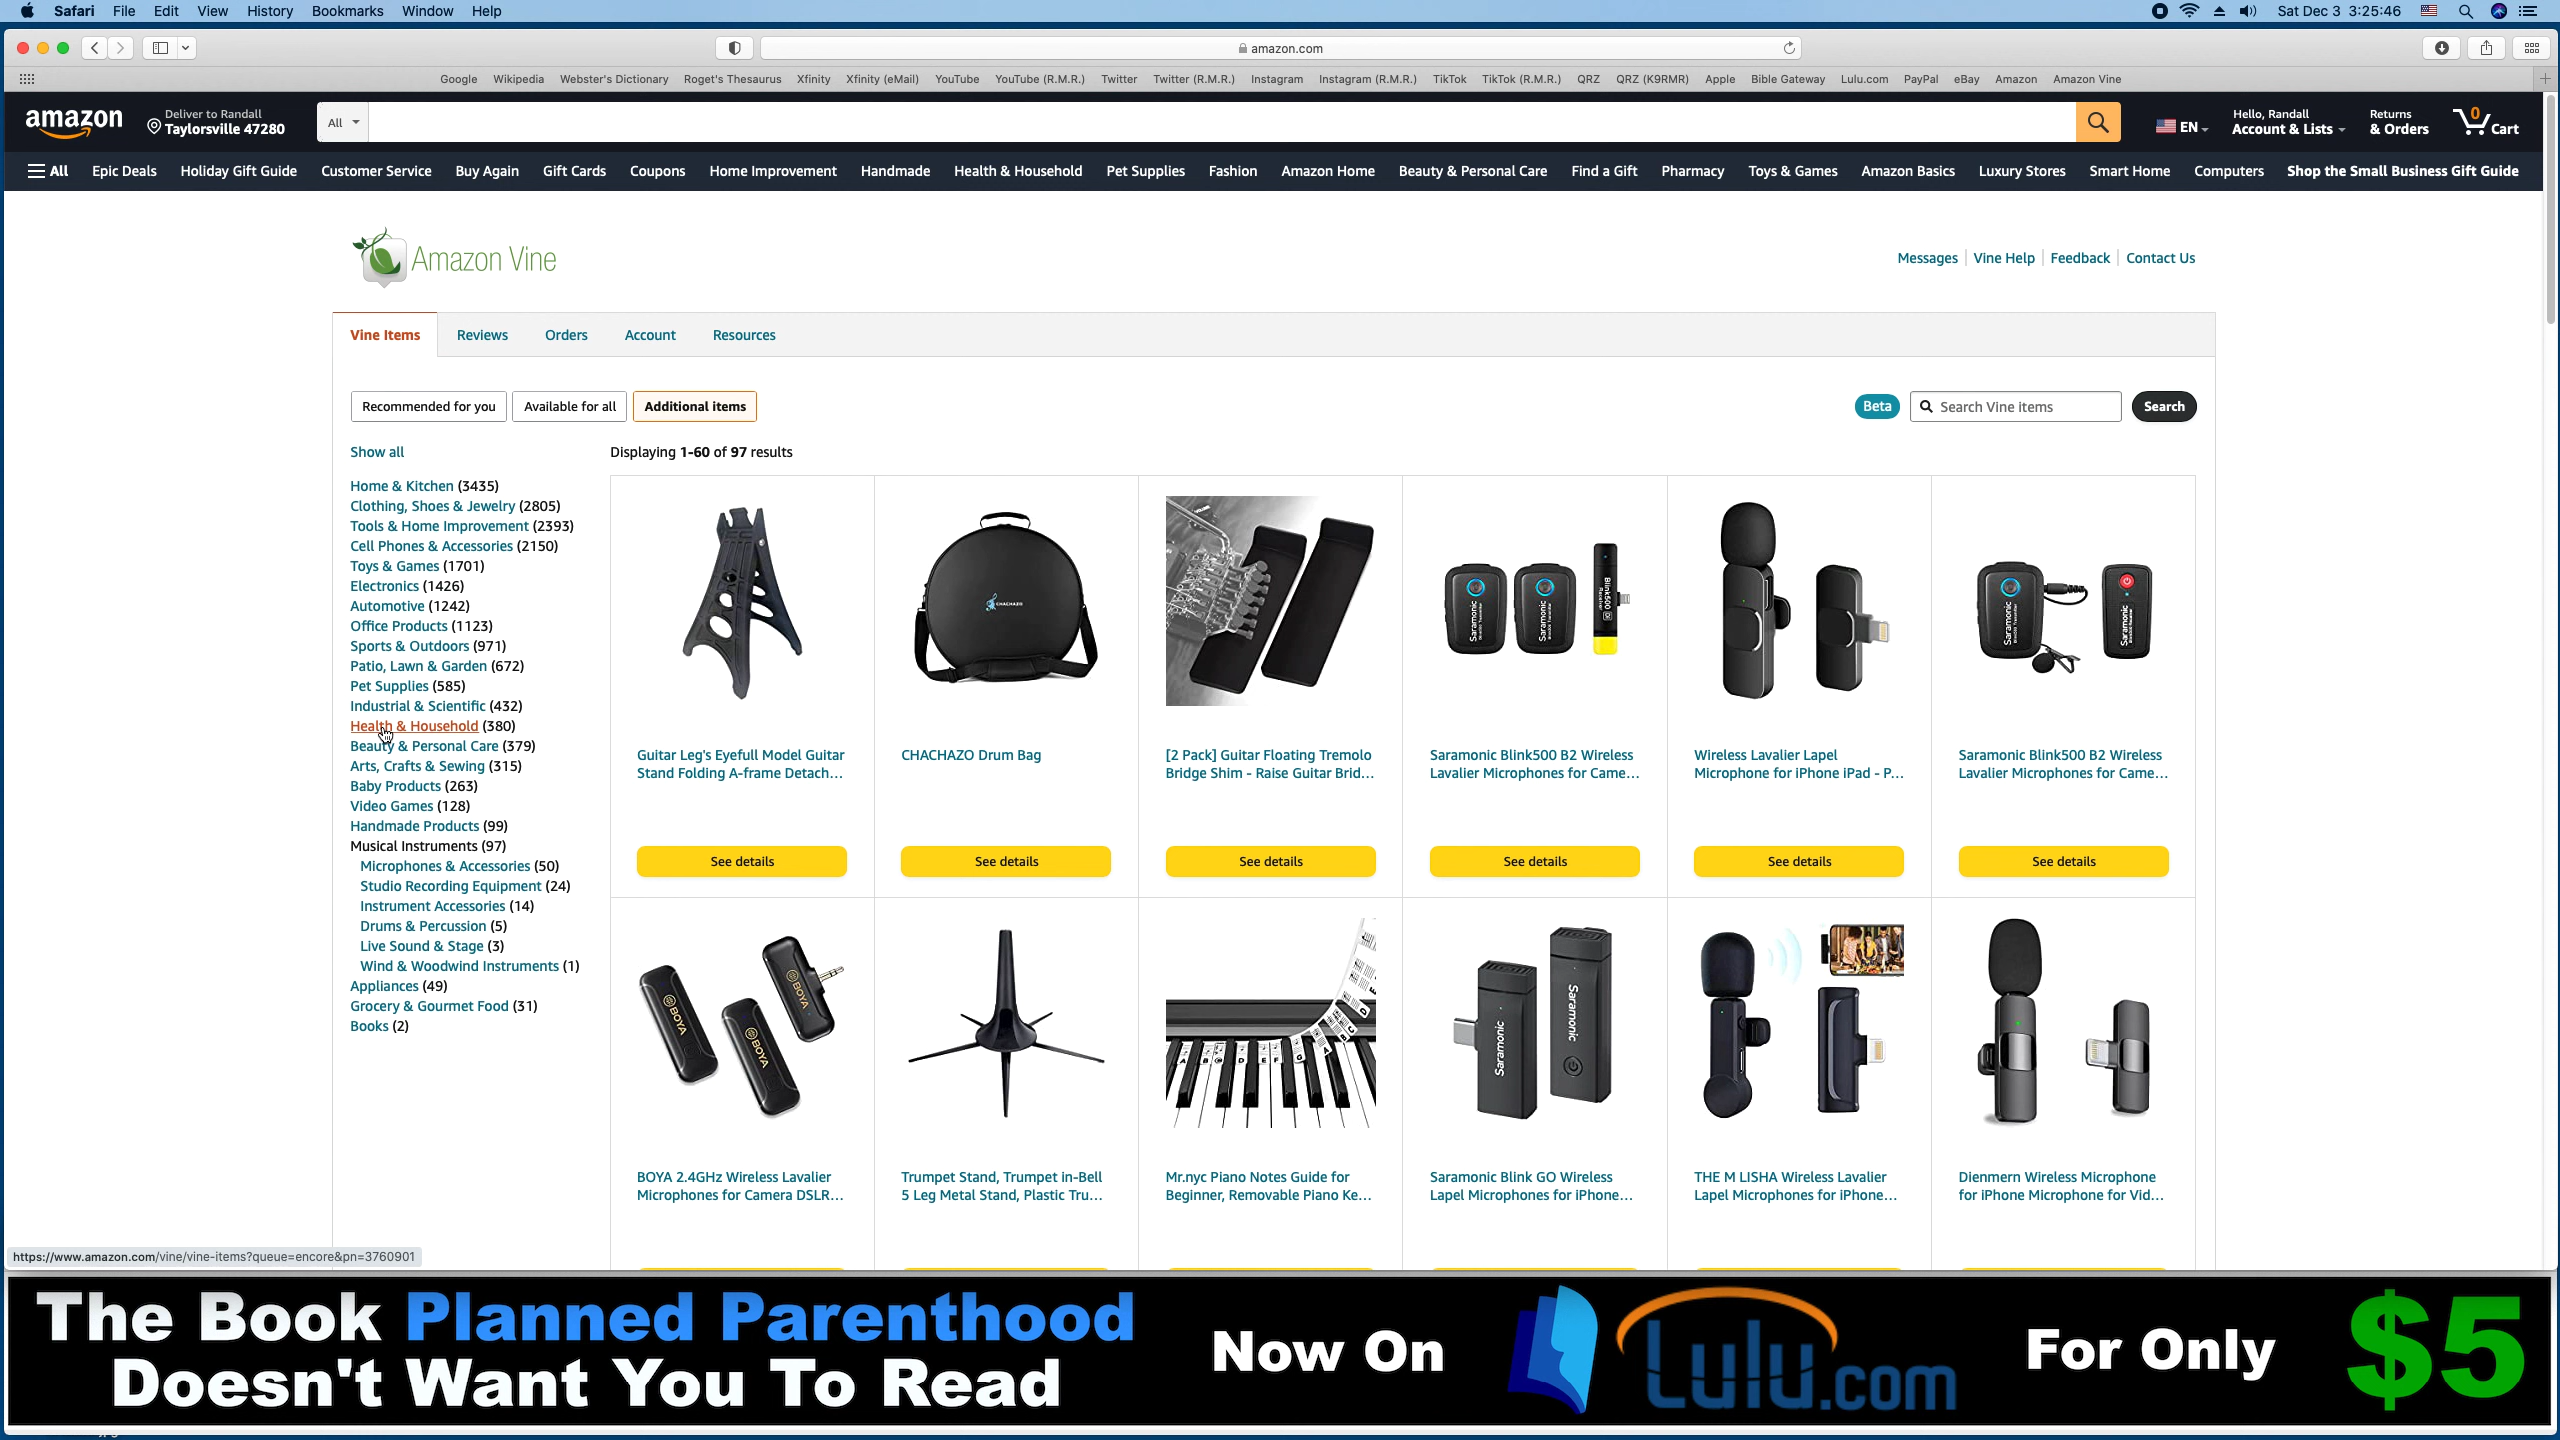 Safari File Edit View History Bookmarks Window Help Sat Dec 3 3:25:46
amazon.com
Google Wikipedia Webster's Dictionary Roget's Thesaurus Xfinity Xfinity (eMail) YouTube YouTube (R.M.R.) Twitter Twitter (R.M.R.) Instagram Instagram (R.M.R.) TikTok TikTok (R.M.R.) QRZ QRZ (K9RMR) Apple Bible Gateway Lulu.com PayPal eBay Amazon Amazon Vine
amazon
Deliver to Randall
Taylorsville 47280
All
EN
Hello, Randall
Account & Lists
Returns
& Orders
0
Cart
All Epic Deals Holiday Gift Guide Customer Service Buy Again Gift Cards Coupons Home Improvement Handmade Health & Household Pet Supplies Fashion Amazon Home Beauty & Personal Care Find a Gift Pharmacy Toys & Games Amazon Basics Luxury Stores Smart Home Computers Shop the Small Business Gift Guide
Amazon Vine
Messages Vine Help Feedback Contact Us
Vine Items Reviews Orders Account Resources
Recommended for you Available for all Additional items
Beta Search Vine items Search
Show all
Displaying 1-60 of 97 results
Home & Kitchen (3435)
Clothing, Shoes & Jewelry (2805)
Tools & Home Improvement (2393)
Cell Phones & Accessories (2150)
Toys & Games (1701)
Electronics (1426)
Automotive (1242)
Office Products (1123)
Sports & Outdoors (971)
Patio, Lawn & Garden (672)
Pet Supplies (585)
Industrial & Scientific (432)
Health & Household (380)
Beauty & Personal Care (379)
Arts, Crafts & Sewing (315)
Baby Products (263)
Video Games (128)
Handmade Products (99)
Musical Instruments (97)
Microphones & Accessories (50)
Studio Recording Equipment (24)
Instrument Accessories (14)
Drums & Percussion (5)
Live Sound & Stage (3)
Wind & Woodwind Instruments (1)
Appliances (49)
Grocery & Gourmet Food (31)
Books (2)
CHACHAZO
Saramonic
Saramonic
Blink500
Saramonic
Saramonic
Guitar Leg's Eyefull Model Guitar
Stand Folding A-frame Detach...
CHACHAZO Drum Bag
[2 Pack] Guitar Floating Tremolo
Bridge Shim - Raise Guitar Brid...
Saramonic Blink500 B2 Wireless
Lavalier Microphones for Came...
Wireless Lavalier Lapel
Microphone for iPhone iPad - P...
Saramonic Blink500 B2 Wireless
Lavalier Microphones for Came...
See details See details See details See details See details See details
BOYA
BOYA
BOYA
A B C D E F G A B C D
Saramonic
Saramonic
BOYA 2.4GHz Wireless Lavalier
Microphones for Camera DSLR...
Trumpet Stand, Trumpet in-Bell
5 Leg Metal Stand, Plastic Tru...
Mr.nyc Piano Notes Guide for
Beginner, Removable Piano Ke...
Saramonic Blink GO Wireless
Lapel Microphones for iPhone...
THE M LISHA Wireless Lavalier
Lapel Microphones for iPhone...
Dienmern Wireless Microphone
for iPhone Microphone for Vid...
https://www.amazon.com/vine/vine-items?queue=encore&pn=3760901
The Book Planned Parenthood
Doesn't Want You To Read
Now On
Lulu.com
For Only
$5